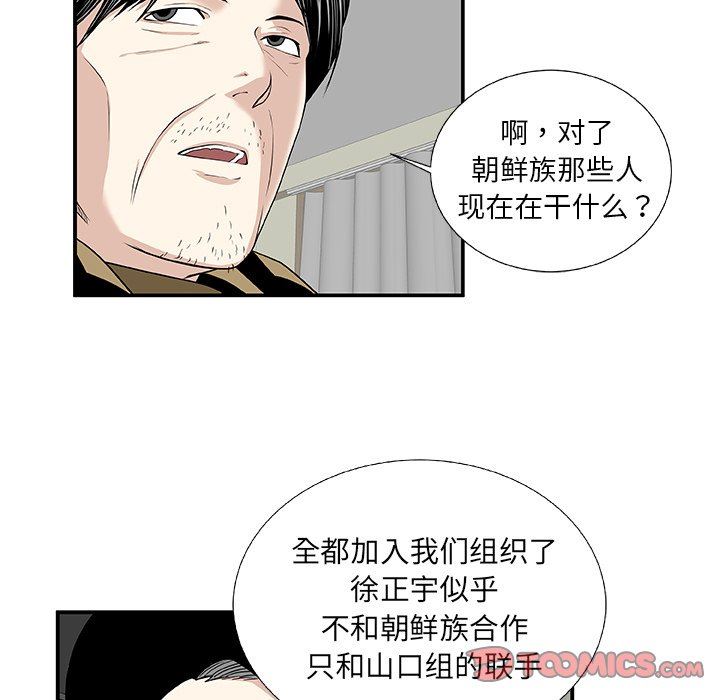 啊，对了
朝鲜族那些人
现在在干什么？
全都加入我们组织了
徐正宇似乎
不和朝鲜族合作
只和山口组的联手
TOOMICS.COM